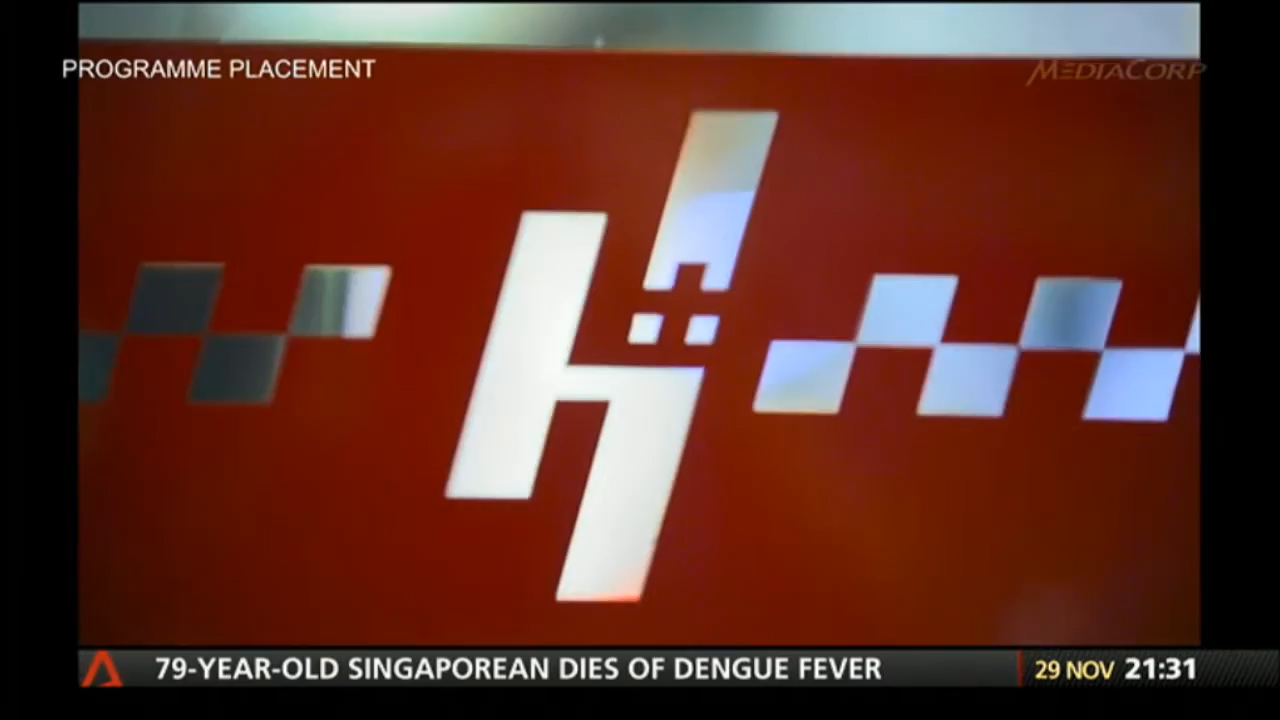 PROGRAMME PLACEMENT
MEDIACORP
h
79-YEAR-OLD SINGAPOREAN DIES OF DENGUE FEVER
29 NOV 21:31